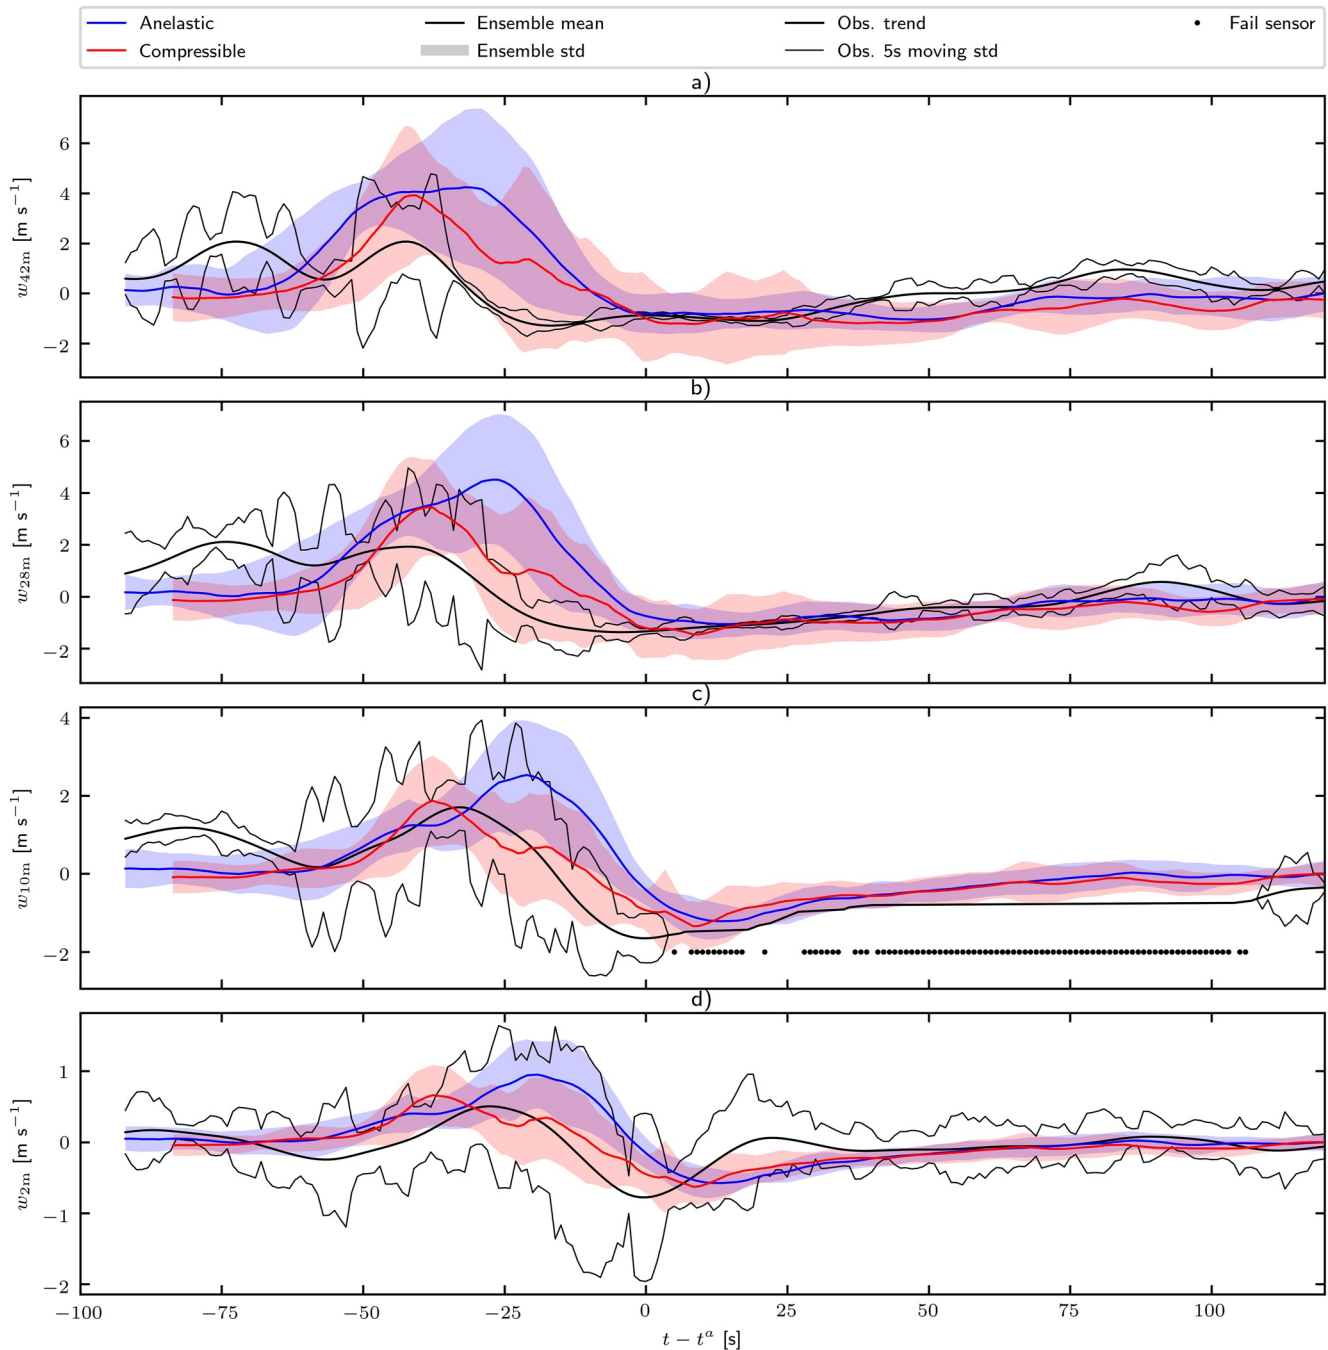 Anelastic Ensemble mean Obs. trend Fail sensor
Compressible Ensemble std Obs. 5s moving std
a)
w42m [m s−1]
6
4
2
0
−2
b)
w28m [m s−1]
6
4
2
0
−2
c)
w10m [m s−1]
4
2
0
−2
d)
w2m [m s−1]
1
0
−1
−2
−100 −75 −50 −25 0 25 50 75 100
t − tᵃ [s]